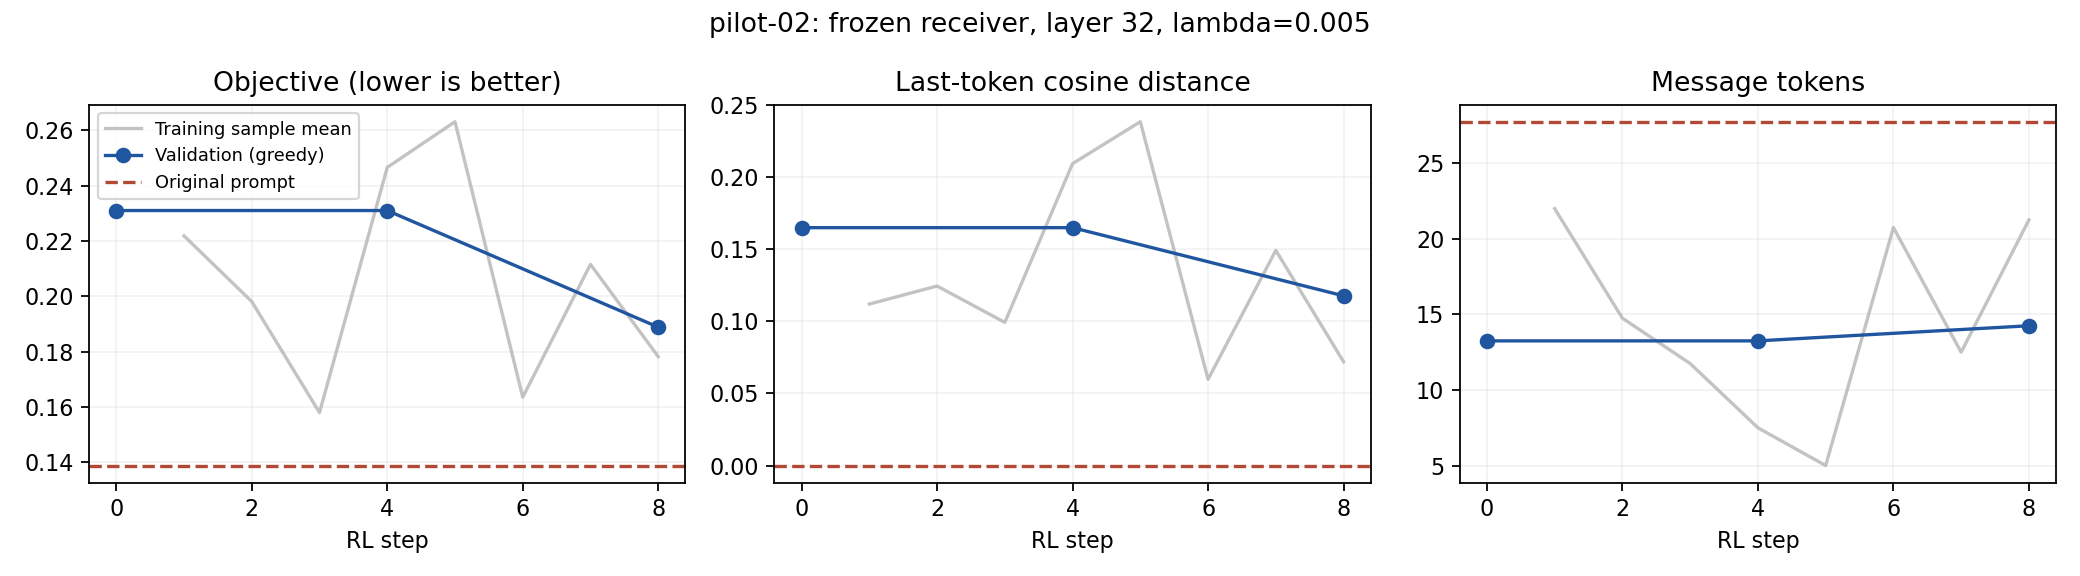 pilot-02: frozen receiver, layer 32, lambda=0.005
Objective (lower is better)
0.26
0.24
0.22
0.20
0.18
0.16
0.14
Training sample mean
Validation (greedy)
Original prompt
0 2 4 6 8
RL step
Last-token cosine distance
0.25
0.20
0.15
0.10
0.05
0.00
0 2 4 6 8
RL step
Message tokens
25
20
15
10
5
0 2 4 6 8
RL step